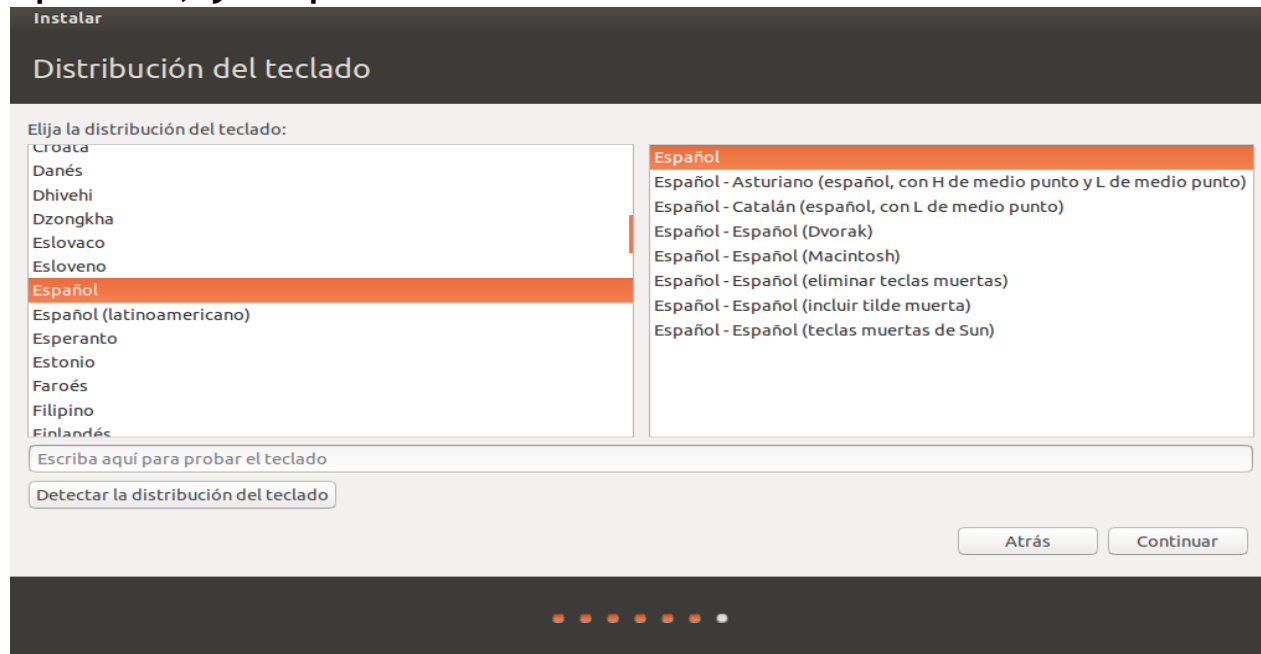 Instalar
Distribución del teclado
Elija la distribución del teclado:
Croata
Danés
Dhivehi
Dzongkha
Eslovaco
Esloveno
Español
Español (latinoamericano)
Esperanto
Estonio
Faroés
Filipino
Finlandés
Español
Español - Asturiano (español, con H de medio punto y L de medio punto)
Español - Catalán (español, con L de medio punto)
Español - Español (Dvorak)
Español - Español (Macintosh)
Español - Español (eliminar teclas muertas)
Español - Español (incluir tilde muerta)
Español - Español (teclas muertas de Sun)
Escriba aquí para probar el teclado
Detectar la distribución del teclado
Atrás
Continuar